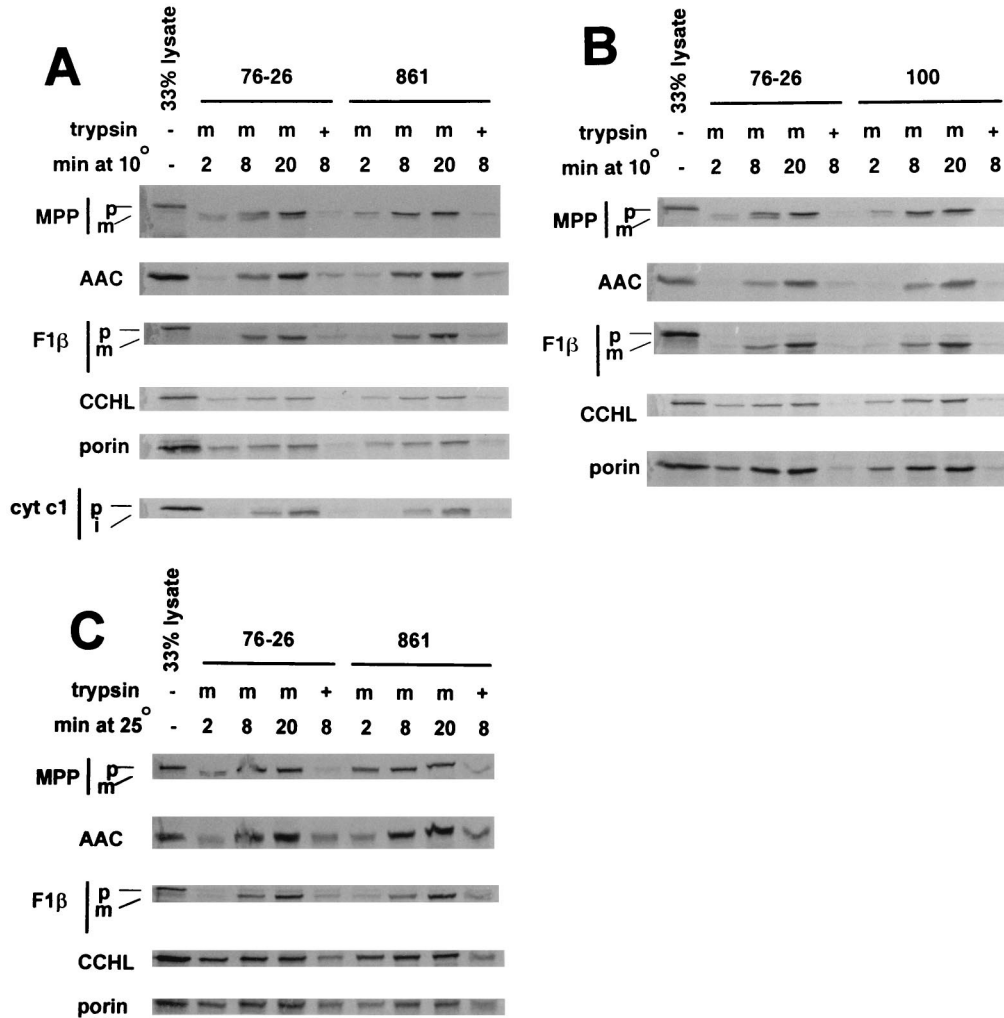 A
33% lysate
76-26 861
trypsin - m m m + m m m +
min at 10° - 2 8 20 8 2 8 20 8
MPP p
m
AAC
F1β p
m
CCHL
porin
cyt c1 p
i
B
33% lysate
76-26 100
trypsin - m m m + m m m +
min at 10° - 2 8 20 8 2 8 20 8
MPP p
m
AAC
F1β p
m
CCHL
porin
C
33% lysate
76-26 861
trypsin - m m m + m m m +
min at 25° - 2 8 20 8 2 8 20 8
MPP p
m
AAC
F1β p
m
CCHL
porin